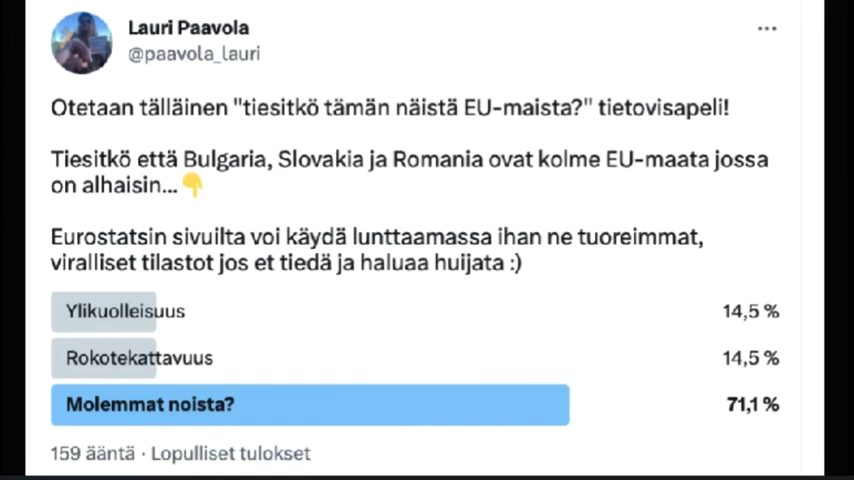 Lauri Paavola
@paavola_lauri
Otetaan tälläinen "tiesitkö tämän näistä EU-maista?" tietovisapeli!
Tiesitkö että Bulgaria, Slovakia ja Romania ovat kolme EU-maata jossa
on alhaisin...👇
Eurostatsin sivuilta voi käydä lunttaamassa ihan ne tuoreimmat,
viralliset tilastot jos et tiedä ja haluaa huijata :)
Ylikuolleisuus 14,5 %
Rokotekattavuus 14,5 %
Molemmat noista? 71,1 %
159 ääntä · Lopulliset tulokset